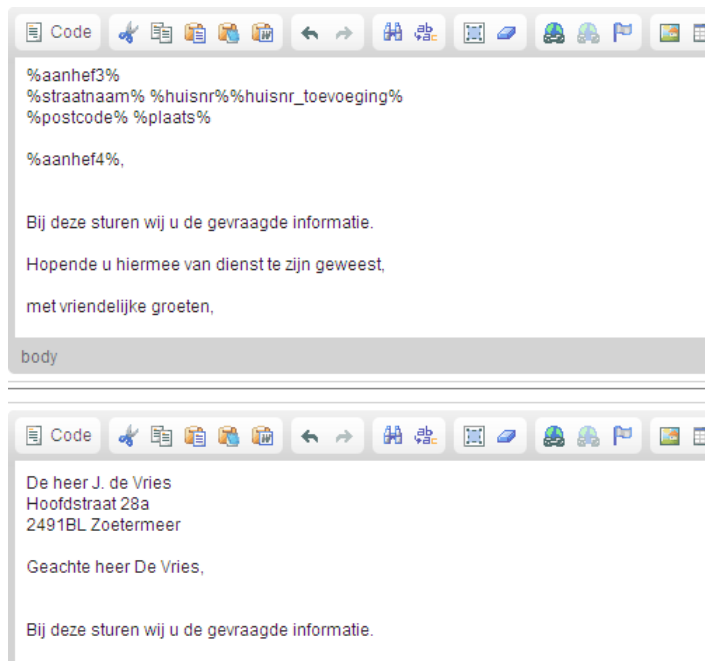 Code
%aanhef3%
%straatnaam% %huisnr%%huisnr_toevoeging%
%postcode% %plaats%
%aanhef4%,
Bij deze sturen wij u de gevraagde informatie.
Hopende u hiermee van dienst te zijn geweest,
met vriendelijke groeten,
body
Code
De heer J. de Vries
Hoofdstraat 28a
2491BL Zoetermeer
Geachte heer De Vries,
Bij deze sturen wij u de gevraagde informatie.